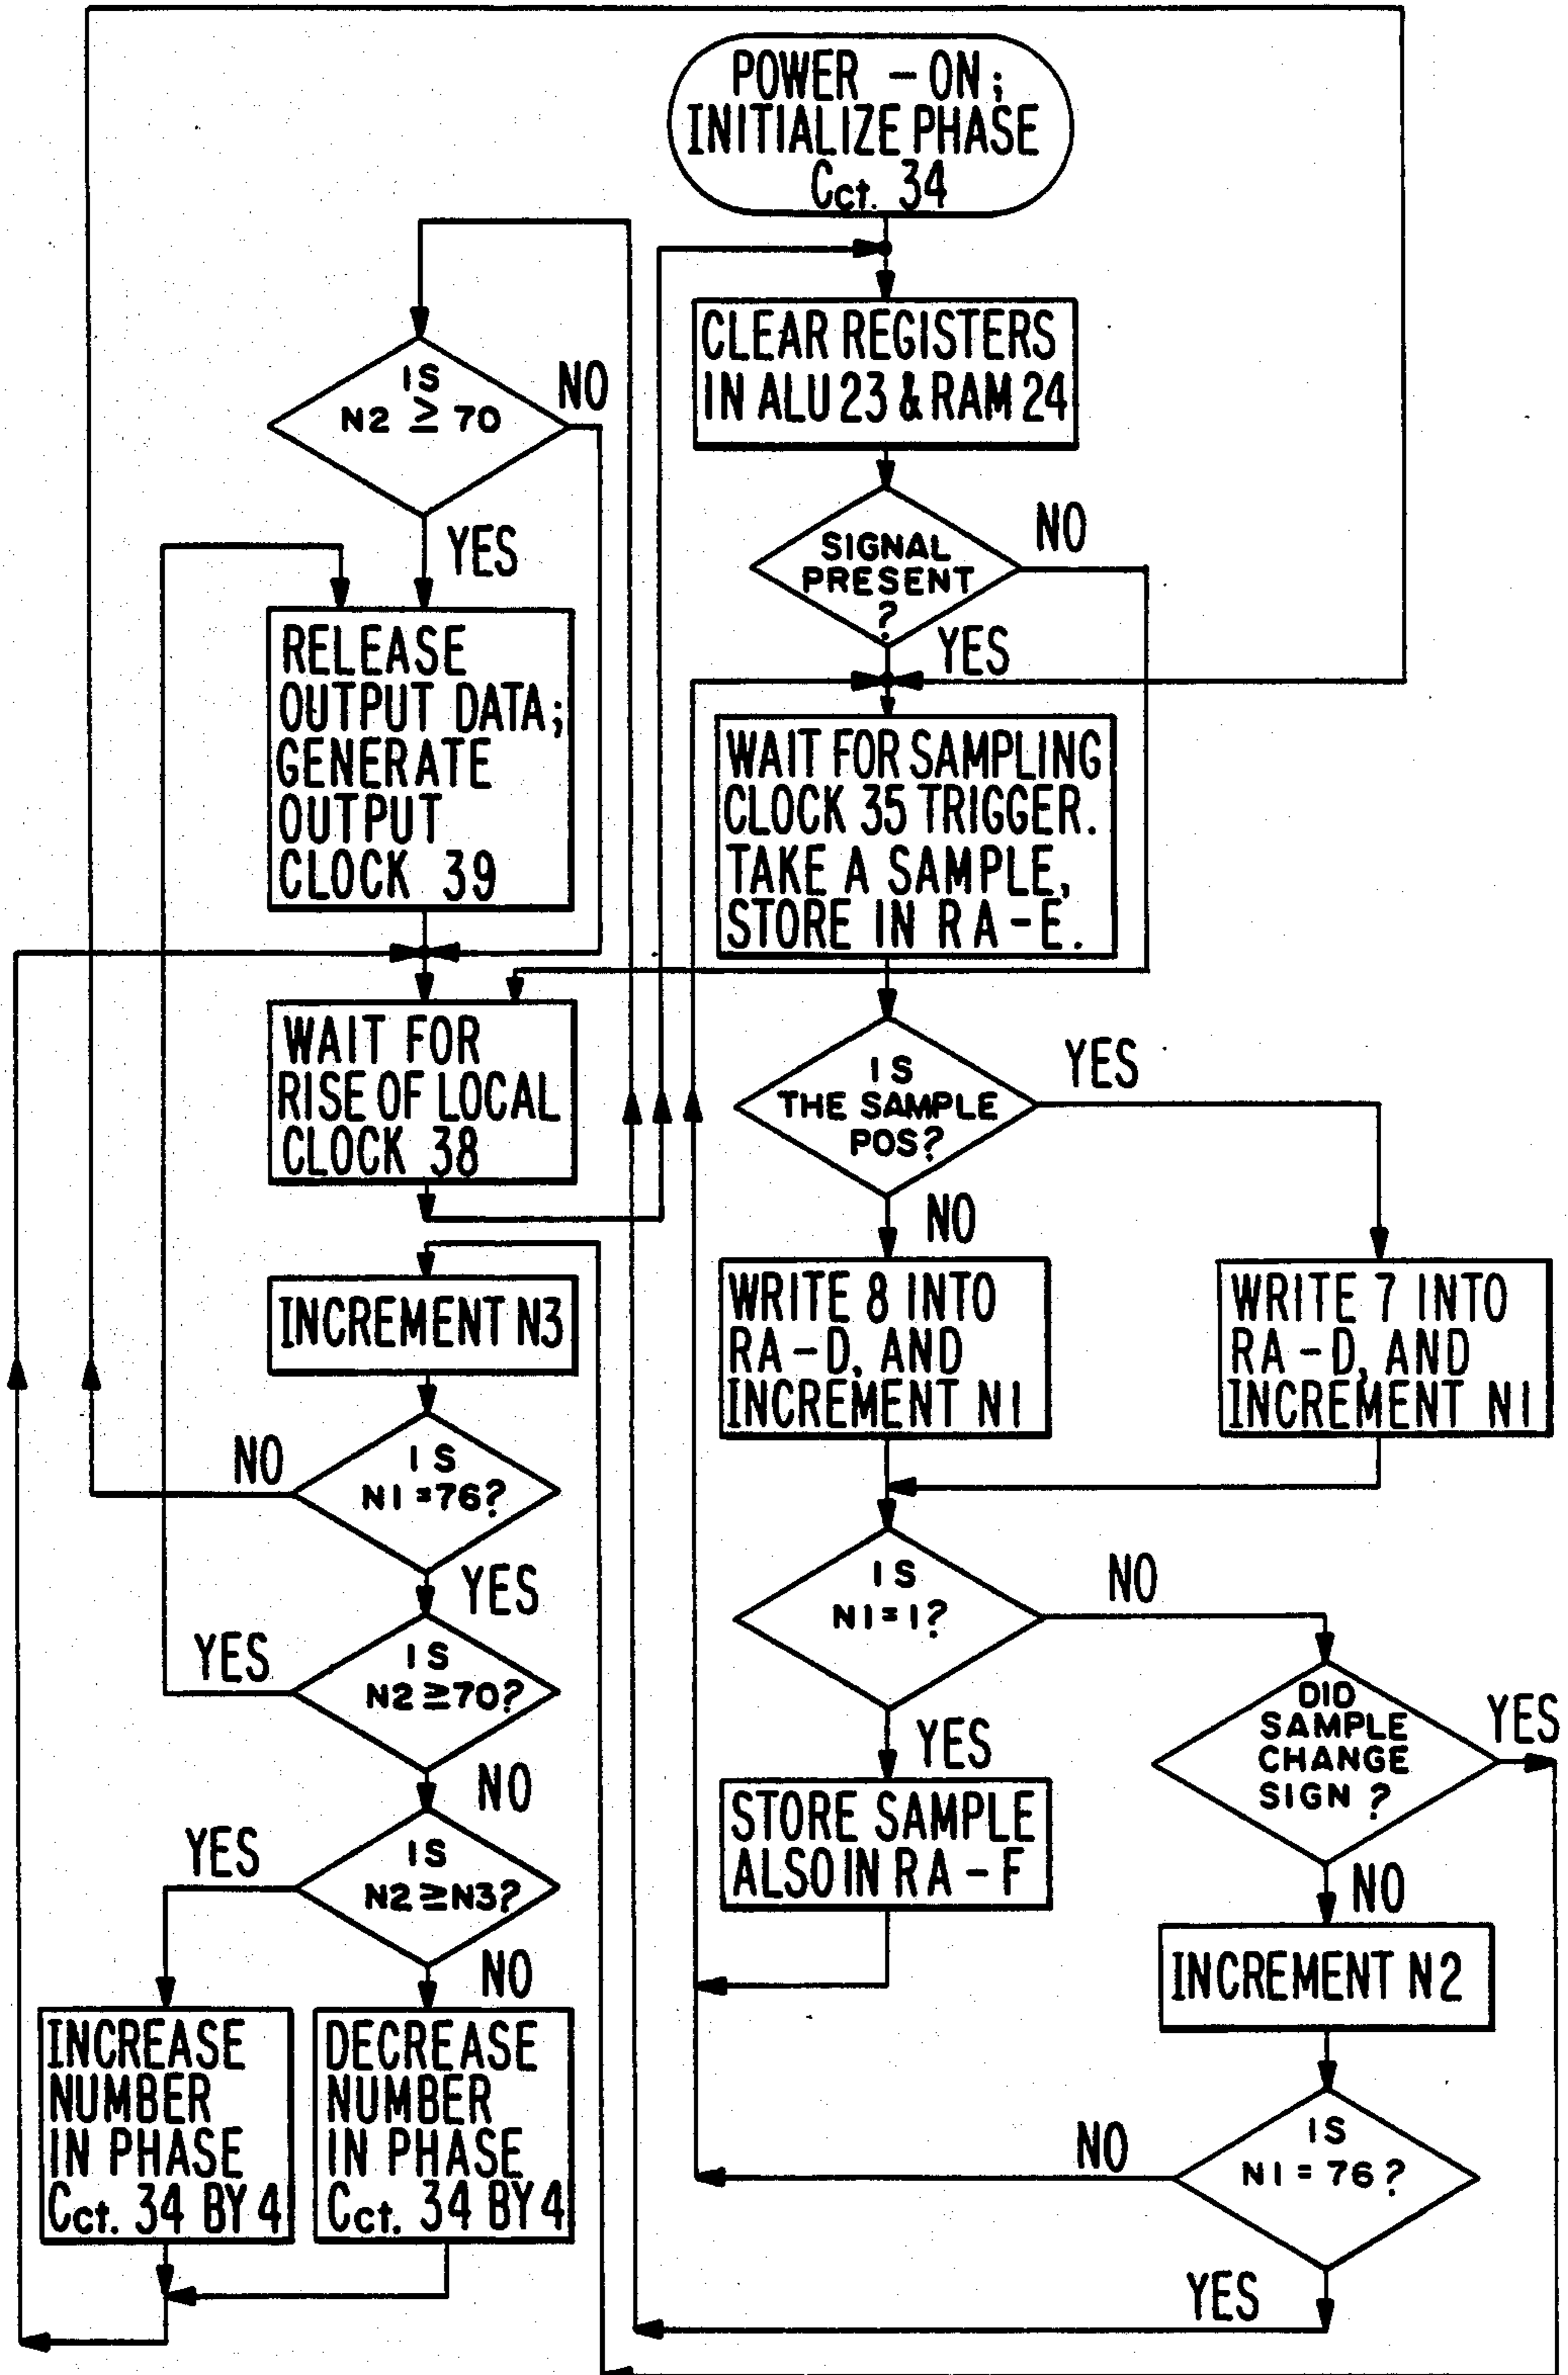 POWER - ON;
INITIALIZE PHASE
Cct. 34
CLEAR REGISTERS
IN ALU 23 & RAM 24
SIGNAL
PRESENT
?
NO
YES
WAIT FOR SAMPLING
CLOCK 35 TRIGGER.
TAKE A SAMPLE,
STORE IN RA-E.
IS
THE SAMPLE
POS?
YES
NO
WRITE 8 INTO
RA-D, AND
INCREMENT N1
WRITE 7 INTO
RA-D, AND
INCREMENT N1
IS
N1=1?
NO
YES
STORE SAMPLE
ALSO IN RA-F
DID
SAMPLE
CHANGE
SIGN ?
YES
NO
INCREMENT N2
IS
N1 = 76?
NO
YES
IS
N2 ≥ 70
NO
YES
RELEASE
OUTPUT DATA;
GENERATE
OUTPUT
CLOCK 39
WAIT FOR
RISE OF LOCAL
CLOCK 38
INCREMENT N3
IS
N1=76?
NO
YES
IS
N2≥70?
YES
NO
IS
N2≥N3?
YES
NO
INCREASE
NUMBER
IN PHASE
Cct. 34 BY 4
DECREASE
NUMBER
IN PHASE
Cct. 34 BY 4